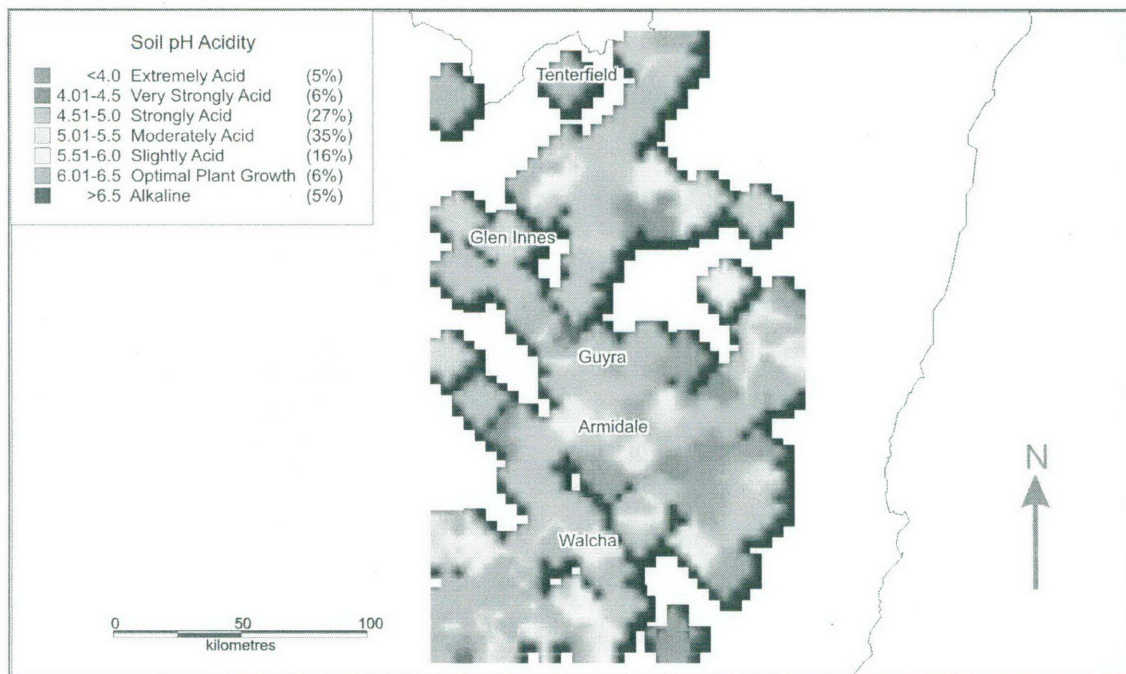 Soil pH Acidity
<4.0 Extremely Acid (5%)
4.01-4.5 Very Strongly Acid (6%)
4.51-5.0 Strongly Acid (27%)
5.01-5.5 Moderately Acid (35%)
5.51-6.0 Slightly Acid (16%)
6.01-6.5 Optimal Plant Growth (6%)
>6.5 Alkaline (5%)
Tenterfield
Glen Innes
Guyra
Armidale
Walcha
N
0 50 100
kilometres